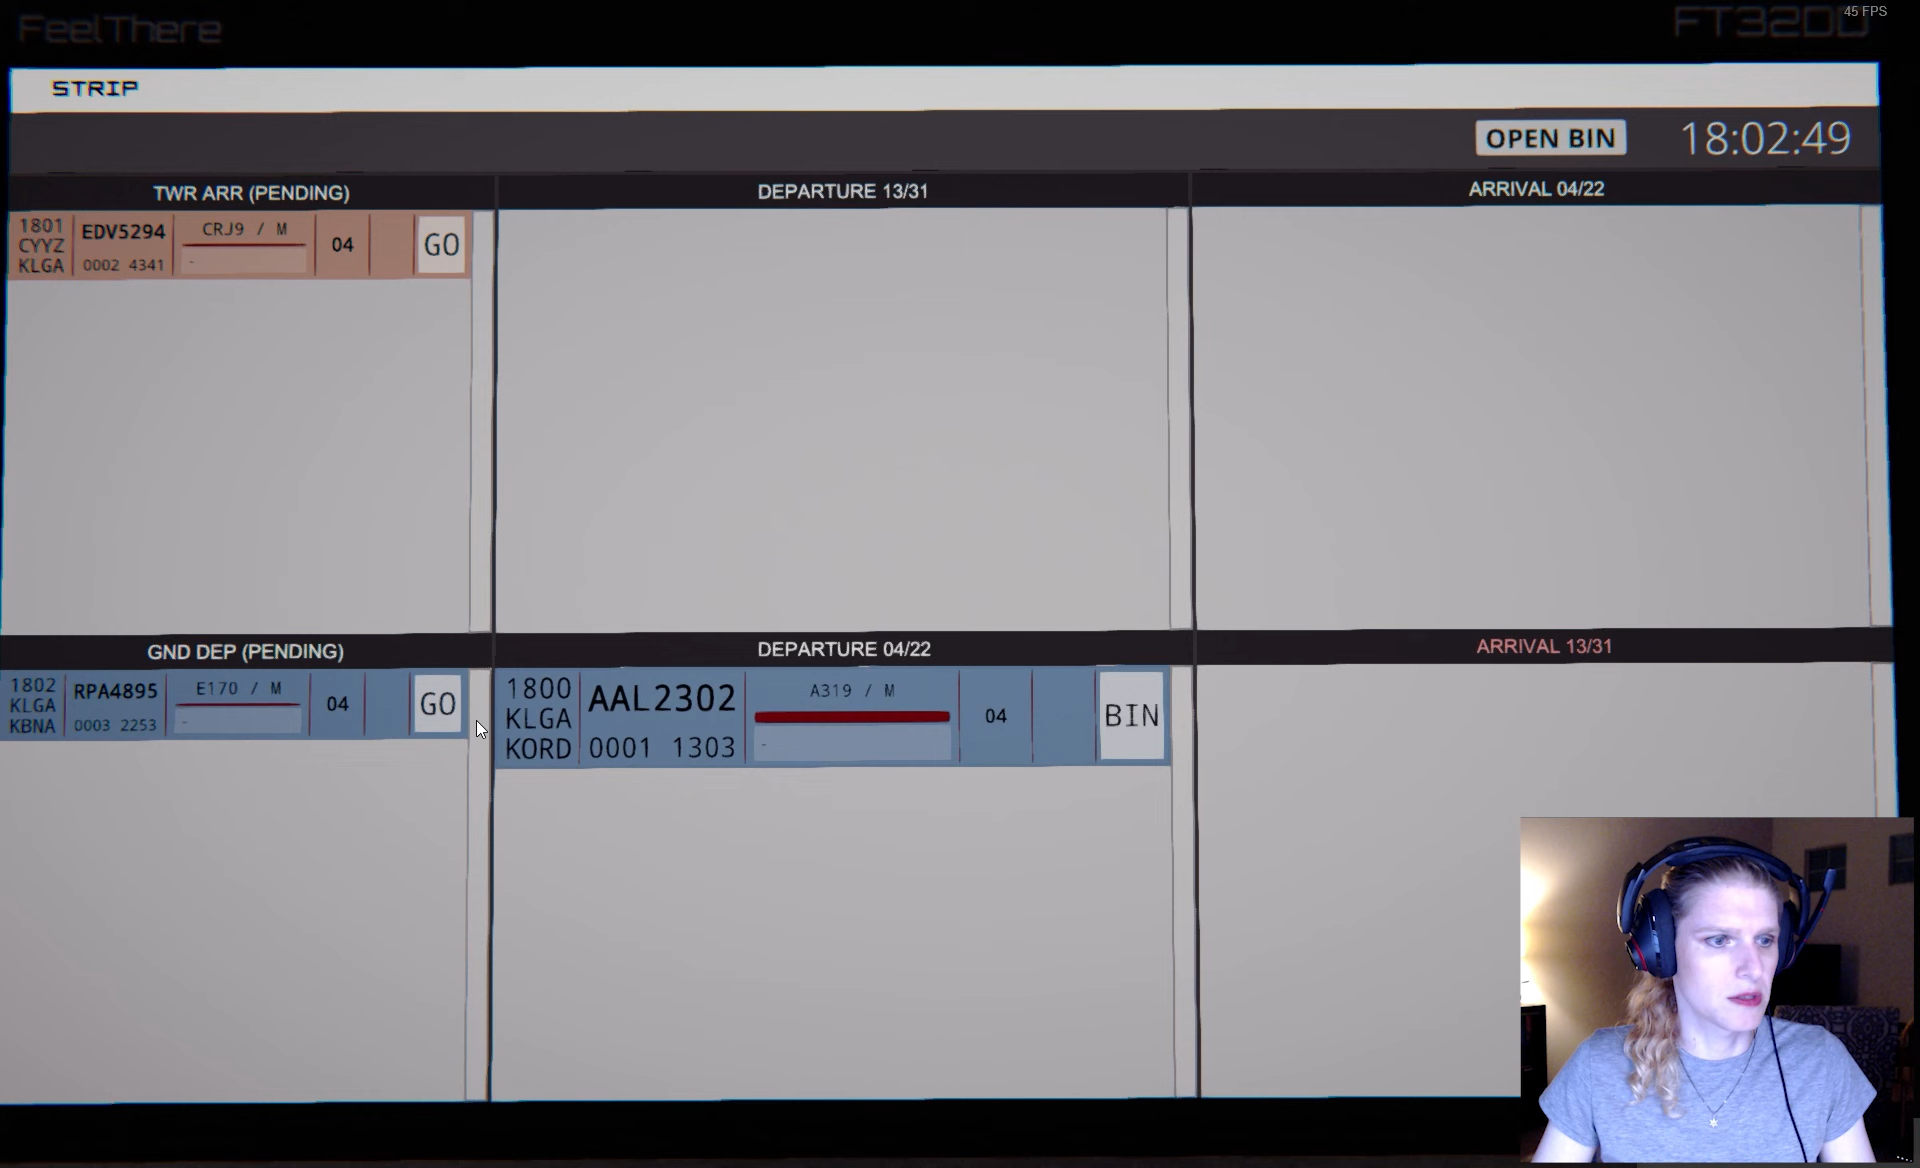 45 FPS
FeelThere
FT32DD
STRIP
OPEN BIN 18:02:49
TWR ARR (PENDING)
1801
CYYZ
KLGA
EDV5294
0002 4341
CRJ9 / M
-
04
GO
DEPARTURE 13/31
ARRIVAL 04/22
GND DEP (PENDING)
1802
KLGA
KBNA
RPA4895
0003 2253
E170 / M
-
04
GO
DEPARTURE 04/22
1800
KLGA
KORD
AAL2302
0001 1303
A319 / M
-
04
BIN
ARRIVAL 13/31